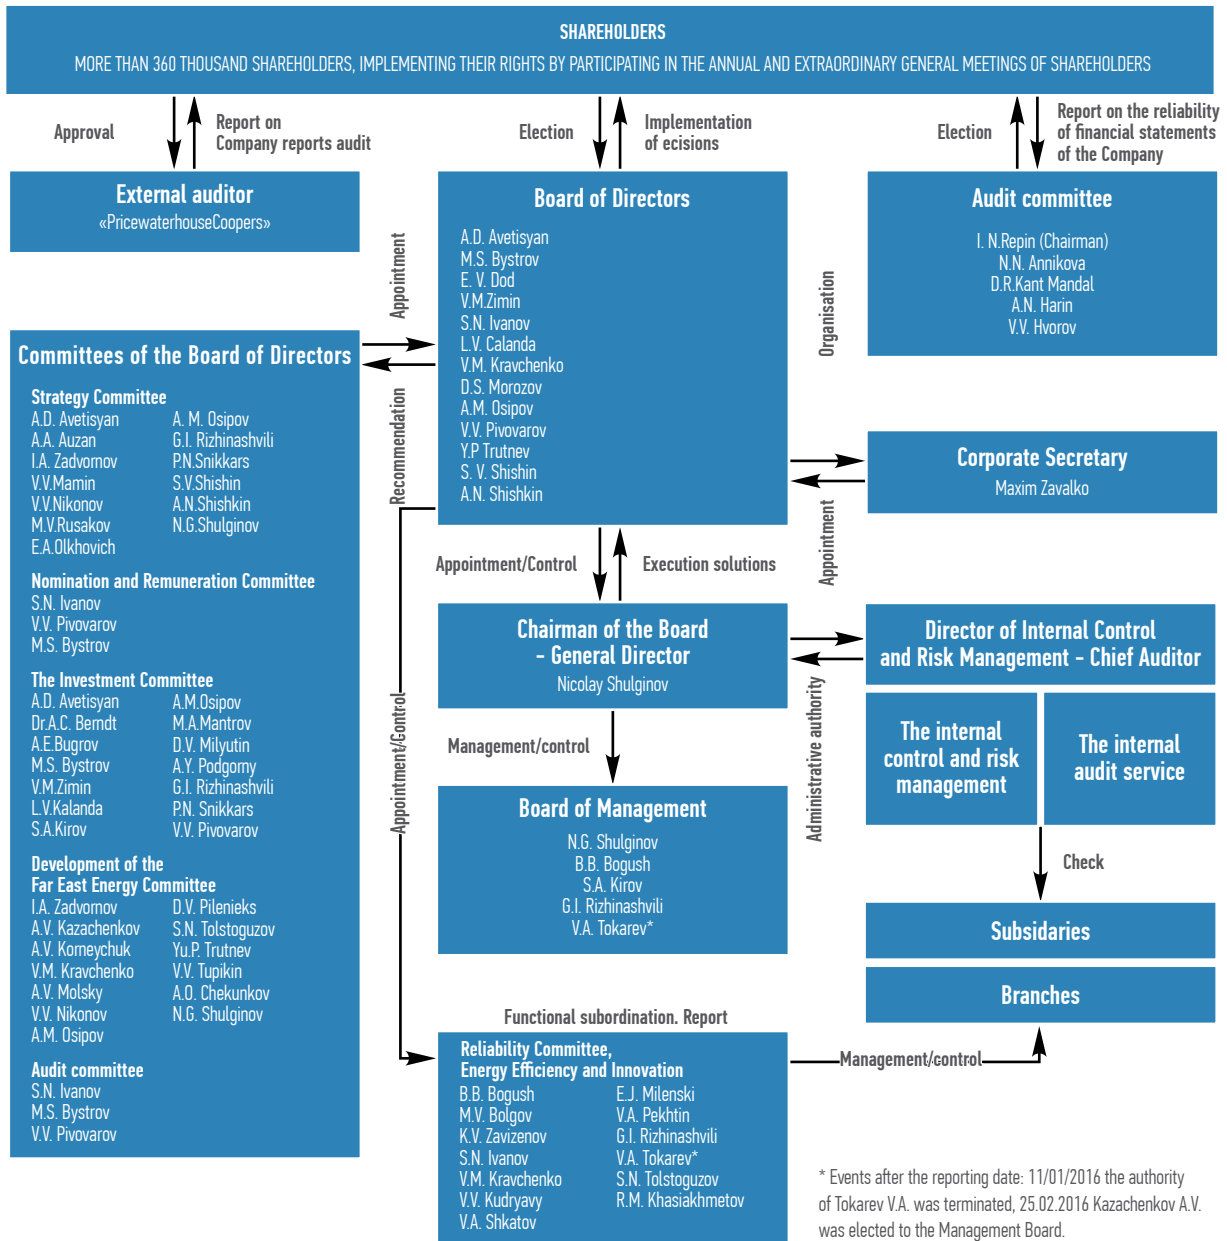 SHAREHOLDERS
MORE THAN 360 THOUSAND SHAREHOLDERS, IMPLEMENTING THEIR RIGHTS BY PARTICIPATING IN THE ANNUAL AND EXTRAORDINARY GENERAL MEETINGS OF SHAREHOLDERS
Approval
Report on
Company reports audit
Election
Implementation
of ecisions
Election
Report on the reliability
of financial statements
of the Company
External auditor
«PricewaterhouseCoopers»
Board of Directors
A.D. Avetisyan
M.S. Bystrov
E. V. Dod
V.M.Zimin
S.N. Ivanov
L.V. Calanda
V.M. Kravchenko
D.S. Morozov
A.M. Osipov
V.V. Pivovarov
Y.P Trutnev
S. V. Shishin
A.N. Shishkin
Audit committee
I. N.Repin (Chairman)
N.N. Annikova
D.R.Kant Mandal
A.N. Harin
V.V. Hvorov
Appointment
Recommendation
Organisation
Appointment
Committees of the Board of Directors
Strategy Committee
A.D. Avetisyan
A.A. Auzan
I.A. Zadvornov
V.V.Mamin
V.V.Nikonov
M.V.Rusakov
E.A.Olkhovich
A. M. Osipov
G.I. Rizhinashvili
P.N.Snikkars
S.V.Shishin
A.N.Shishkin
N.G.Shulginov
Nomination and Remuneration Committee
S.N. Ivanov
V.V. Pivovarov
M.S. Bystrov
The Investment Committee
A.D. Avetisyan
Dr.A.C. Berndt
A.E.Bugrov
M.S. Bystrov
V.M.Zimin
L.V.Kalanda
S.A.Kirov
A.M.Osipov
M.A.Mantrov
D.V. Milyutin
A.Y. Podgorny
G.I. Rizhinashvili
P.N. Snikkars
V.V. Pivovarov
Development of the
Far East Energy Committee
I.A. Zadvornov
A.V. Kazachenkov
A.V. Korneychuk
V.M. Kravchenko
A.V. Molsky
V.V. Nikonov
A.M. Osipov
D.V. Pilenieks
S.N. Tolstoguzov
Yu.P. Trutnev
V.V. Tupikin
A.O. Chekunkov
N.G. Shulginov
Audit committee
S.N. Ivanov
M.S. Bystrov
V.V. Pivovarov
Corporate Secretary
Maxim Zavalko
Appointment/Control
Execution solutions
Chairman of the Board
- General Director
Nicolay Shulginov
Director of Internal Control
and Risk Management - Chief Auditor
The internal
control and risk
management
The internal
audit service
Appointment/Control
Management/control
Administrative authority
Board of Management
N.G. Shulginov
B.B. Bogush
S.A. Kirov
G.I. Rizhinashvili
V.A. Tokarev*
Check
Subsidaries
Branches
Functional subordination. Report
Reliability Committee,
Energy Efficiency and Innovation
B.B. Bogush
M.V. Bolgov
K.V. Zavizenov
S.N. Ivanov
V.M. Kravchenko
V.V. Kudryavy
V.A. Shkatov
E.J. Milenski
V.A. Pekhtin
G.I. Rizhinashvili
V.A. Tokarev*
S.N. Tolstoguzov
R.M. Khasiakhmetov
Management/control
* Events after the reporting date: 11/01/2016 the authority
of Tokarev V.A. was terminated, 25.02.2016 Kazachenkov A.V.
was elected to the Management Board.